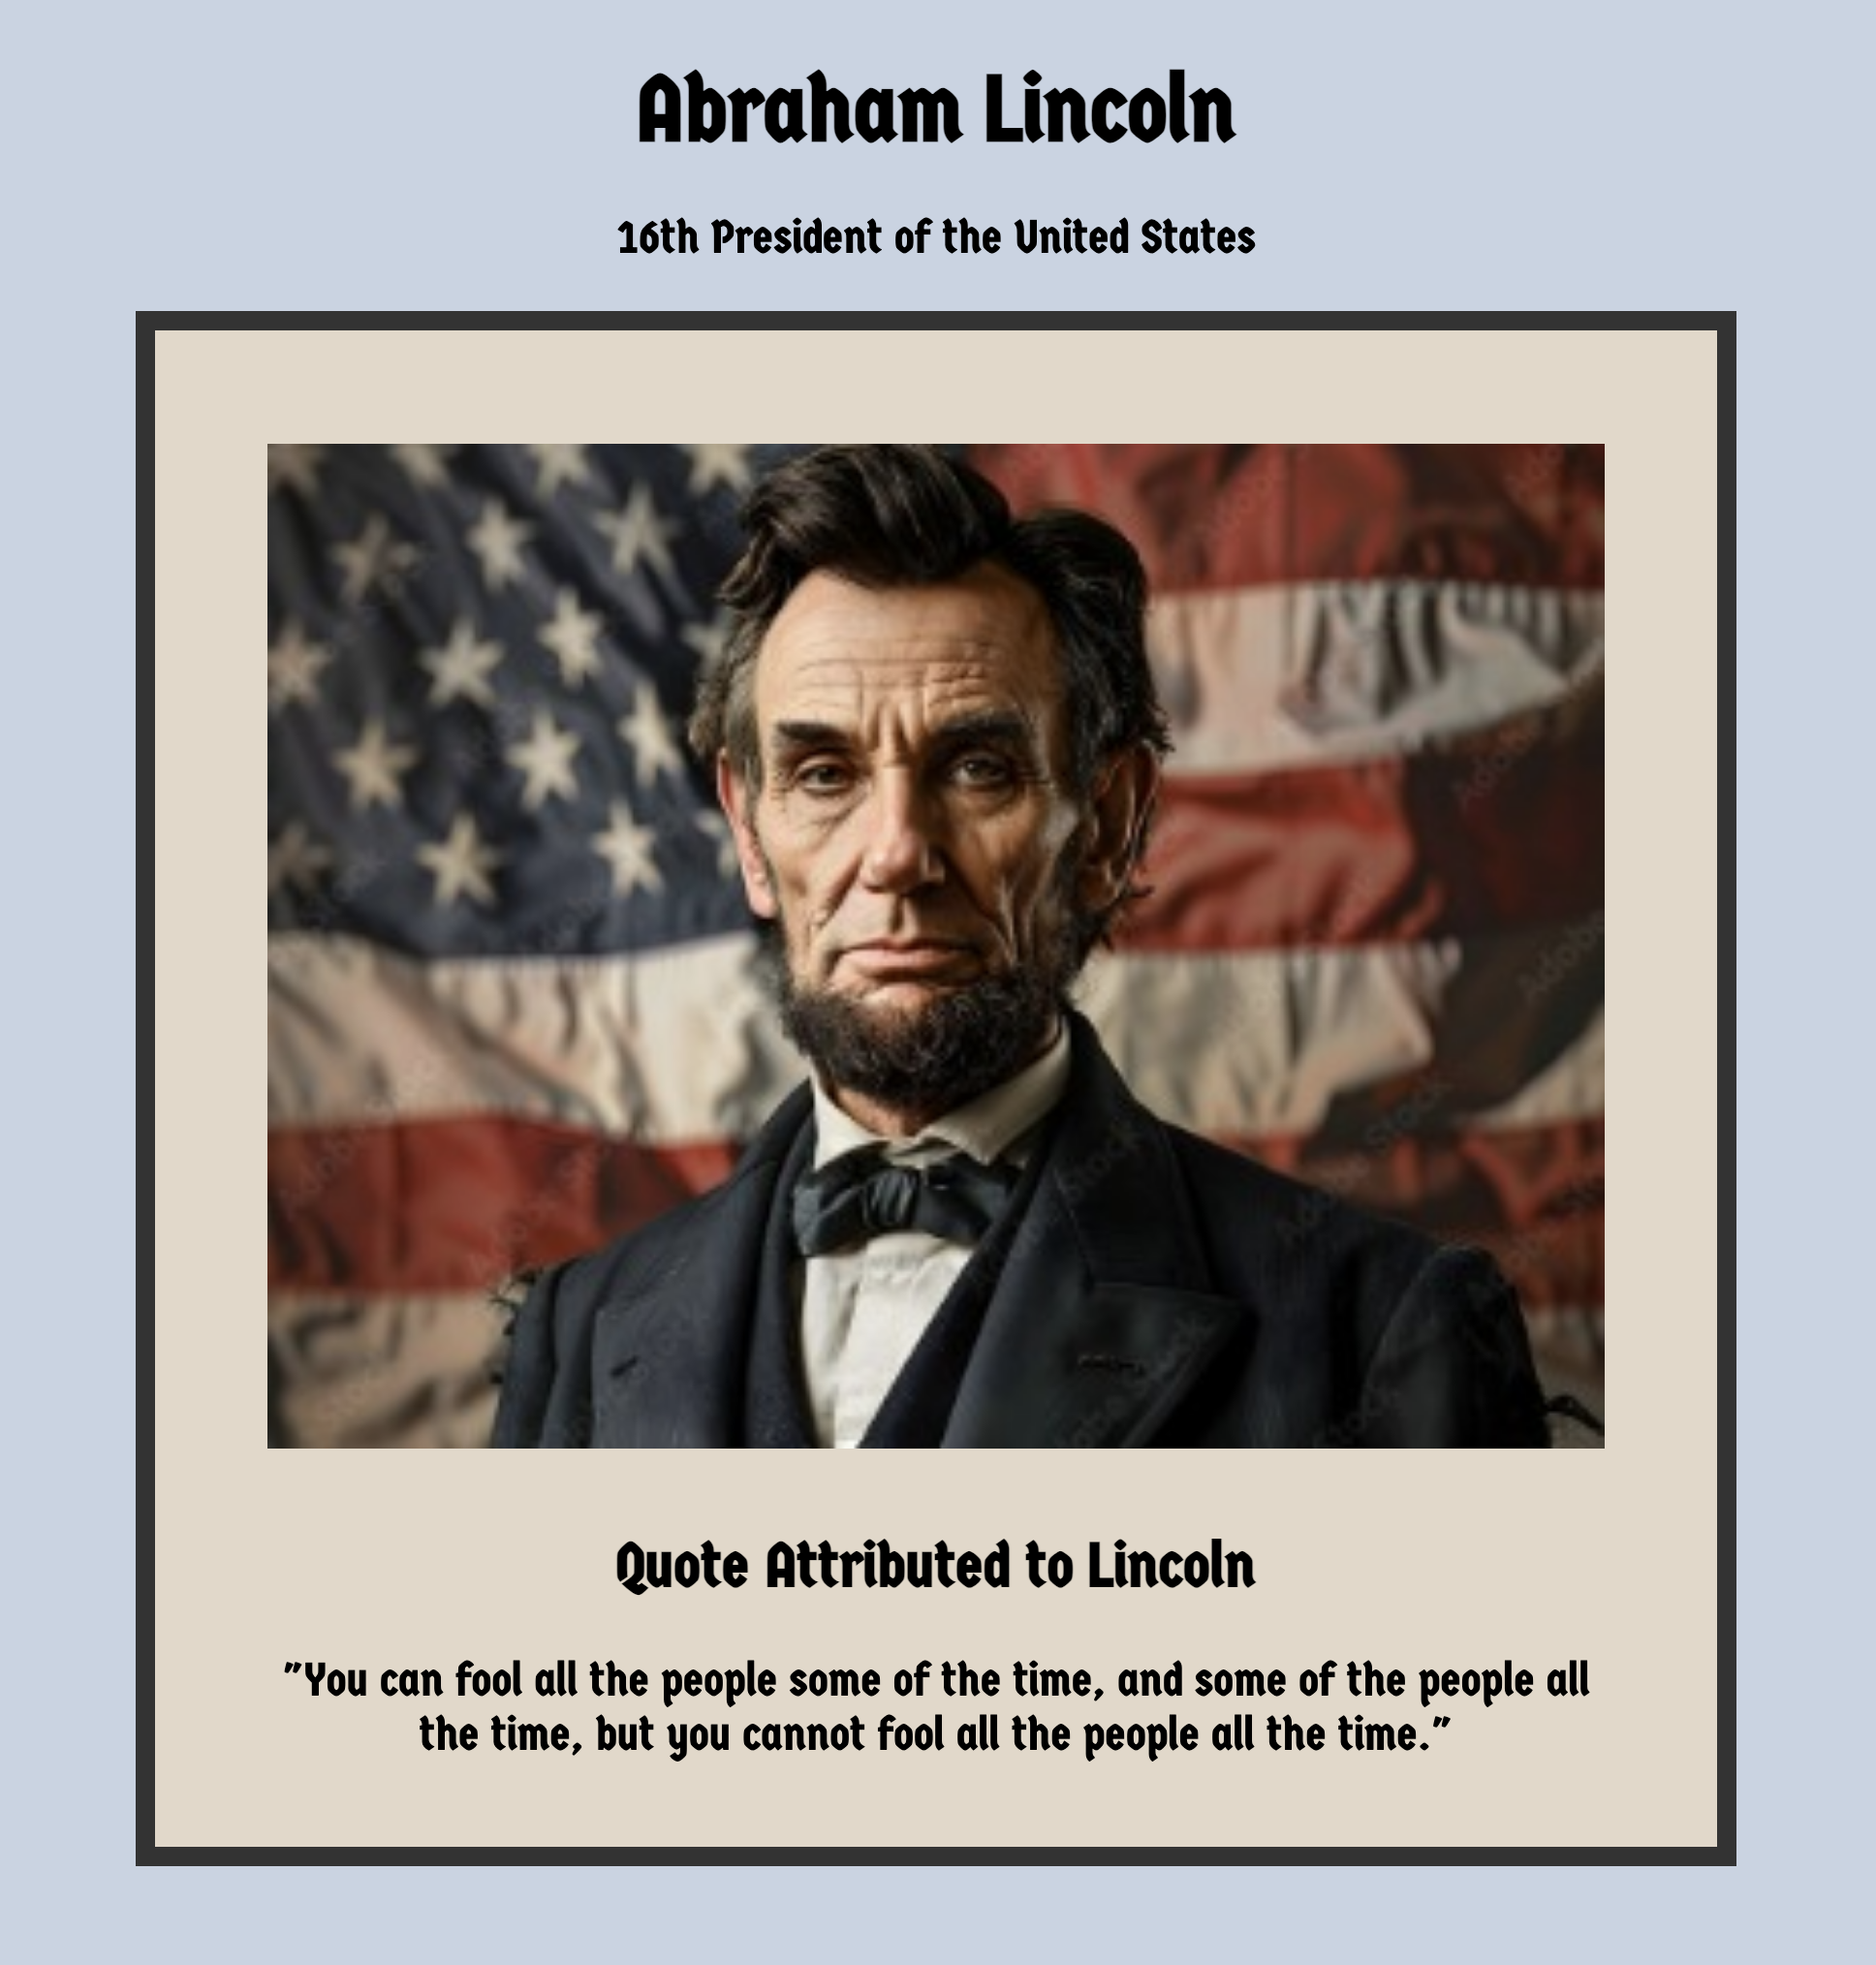 Abraham Lincoln
16th President of the United States
Quote Attributed to Lincoln
"You can fool all the people some of the time, and some of the people all
the time, but you cannot fool all the people all the time."